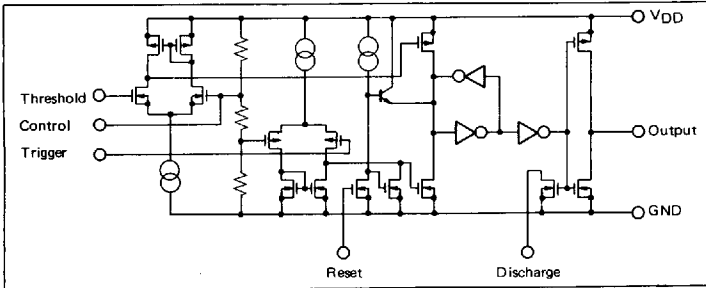 VDD
Threshold
Control
Trigger
Output
GND
Reset
Discharge